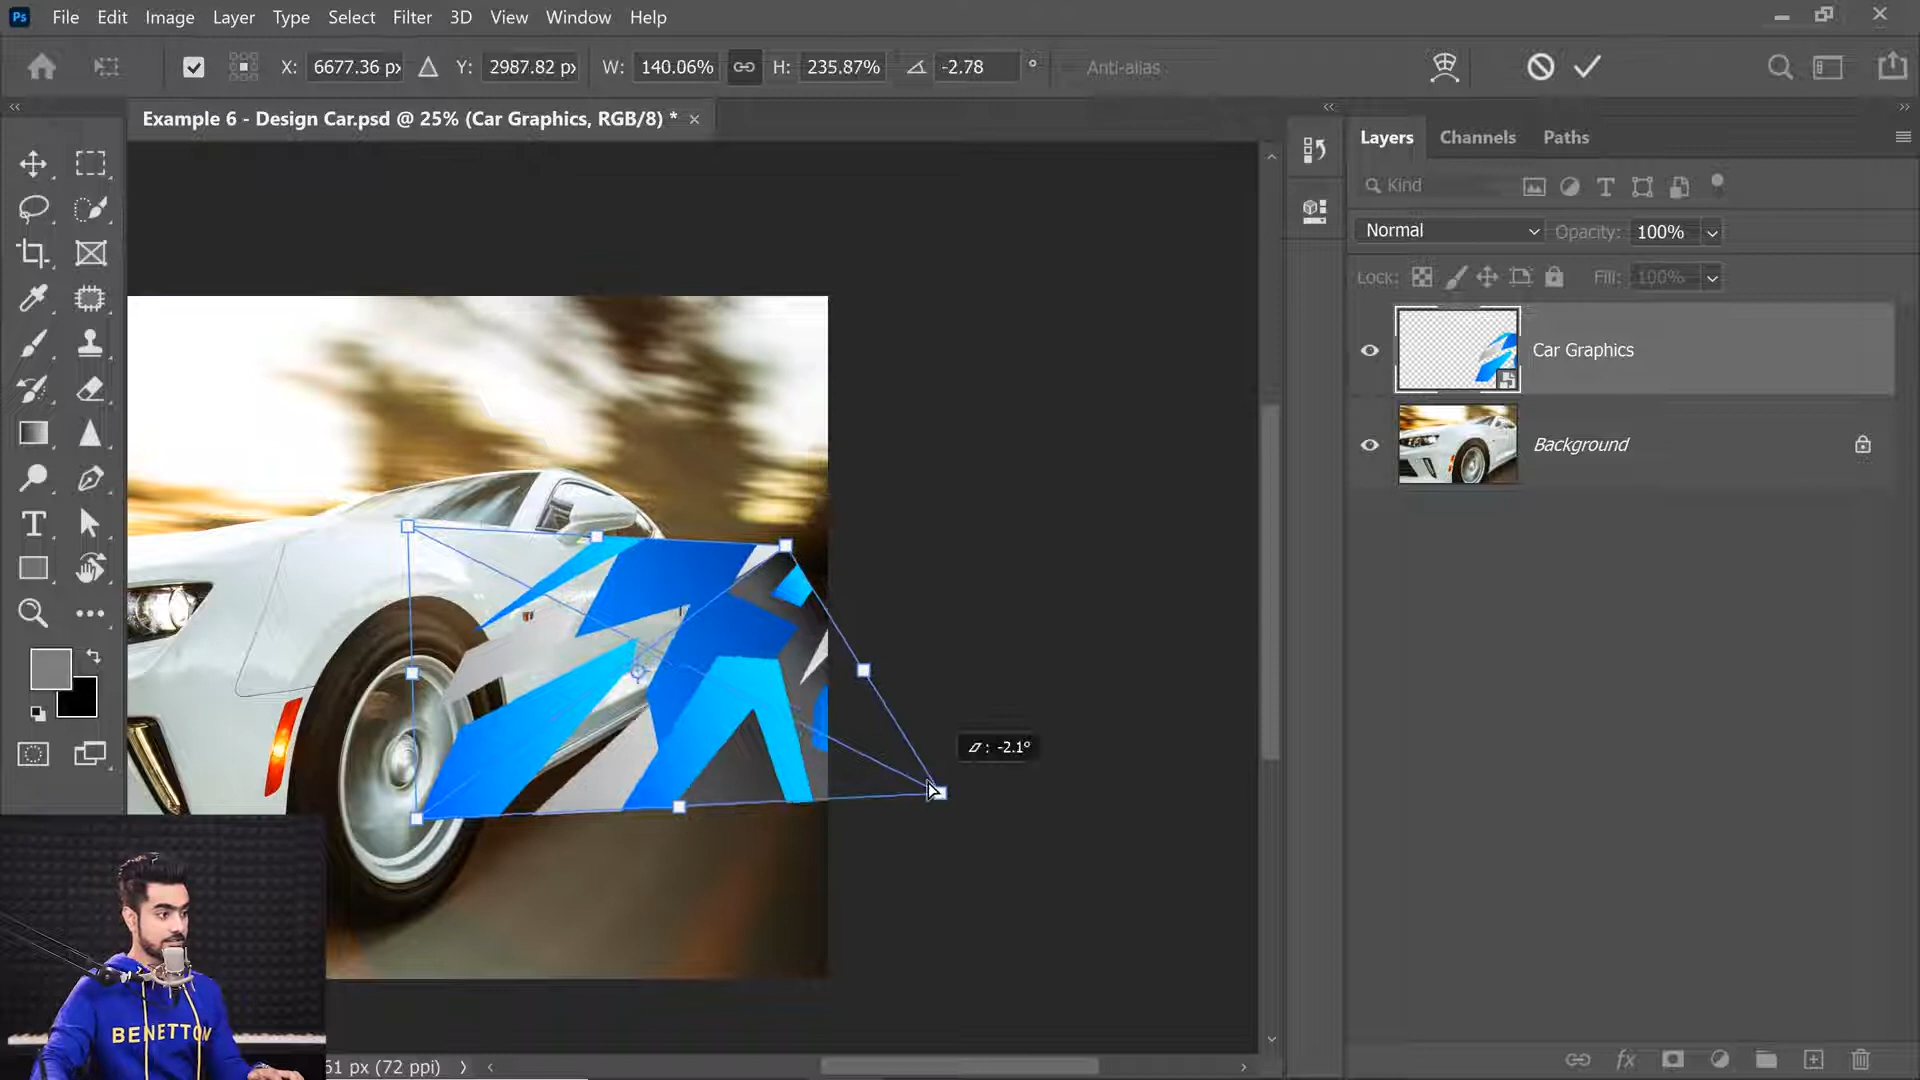 Ps File Edit Image Layer Type Select Filter 3D View Window Help
X: 6677.36 px Y: 2987.82 px W: 140.06% H: 235.87% -2.78 ° Anti-alias
Example 6 - Design Car.psd @ 25% (Car Graphics, RGB/8) * ×
Layers Channels Paths
Kind
Normal Opacity: 100%
Lock: Fill: 100%
Car Graphics
Background
: -2.1°
BENETTON
61 px (72 ppi)
fx